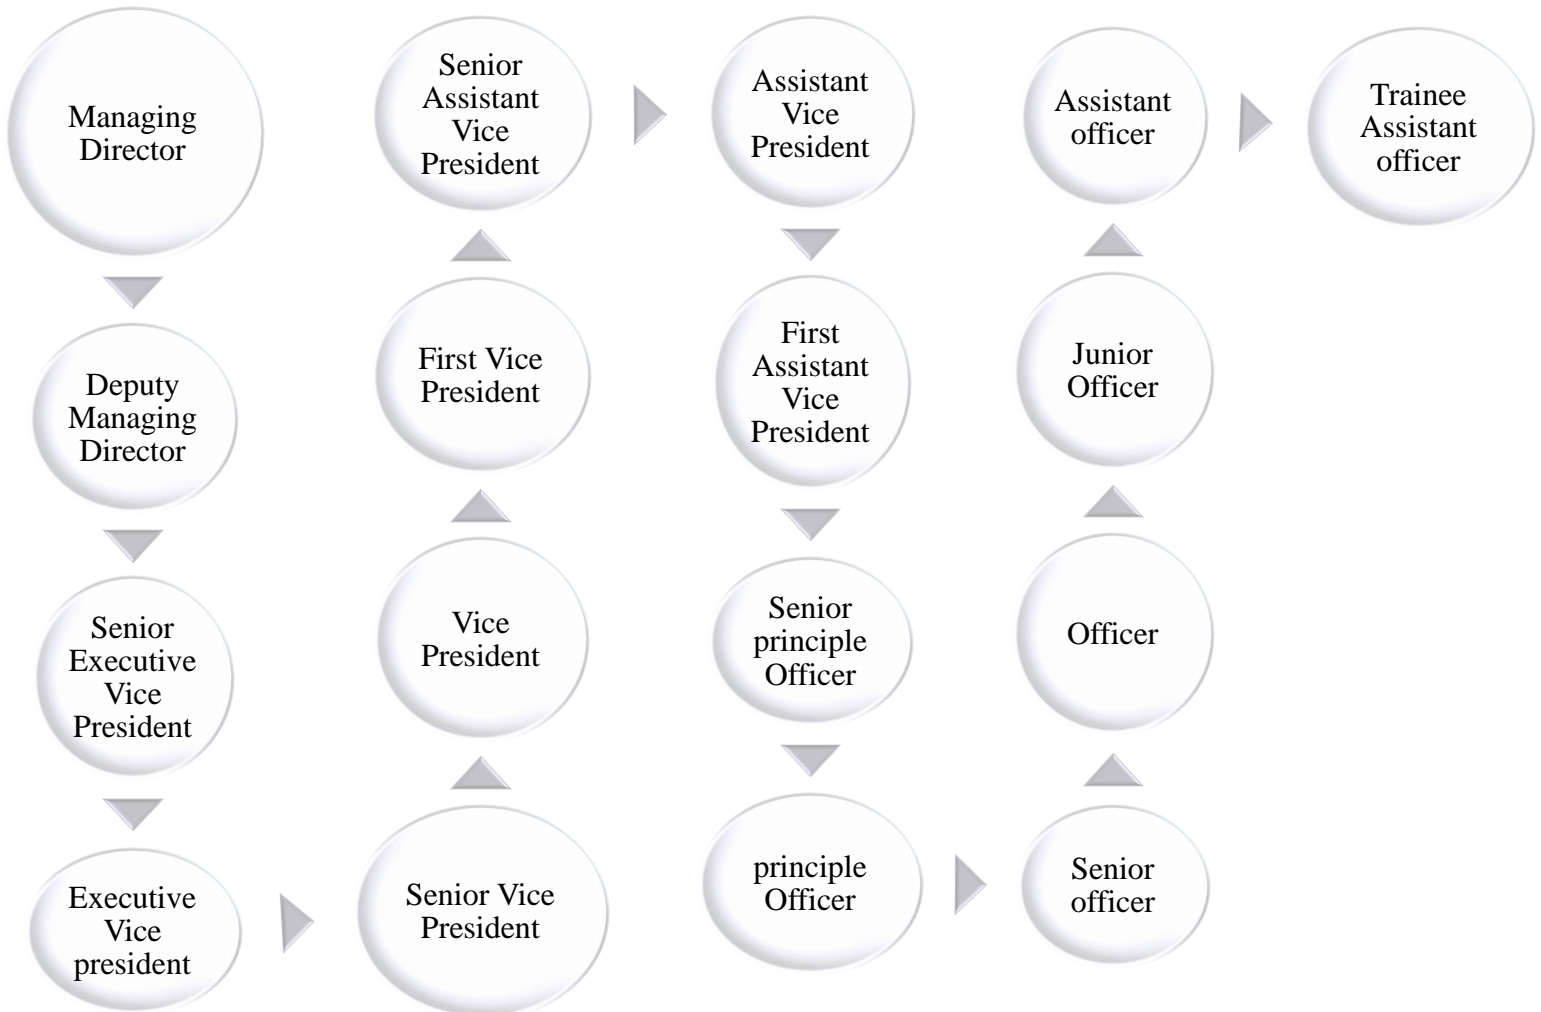 Managing
Director
Deputy
Managing
Director
Senior
Executive
Vice
President
Executive
Vice
president
Senior Vice
President
Vice
President
First Vice
President
Senior
Assistant
Vice
President
Assistant
Vice
President
First
Assistant
Vice
President
Senior
principle
Officer
principle
Officer
Senior
officer
Officer
Junior
Officer
Assistant
officer
Trainee
Assistant
officer